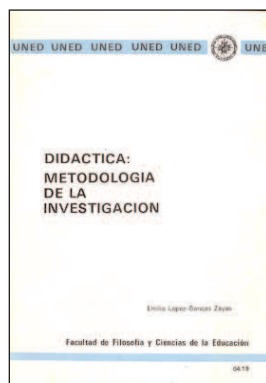 UNED UNED UNED UNED UNED UNE
DIDACTICA:
METODOLOGIA
DE LA
INVESTIGACION
Emilio Lopez-Barajas Zayas
Facultad de Filosofía y Ciencias de la Educación